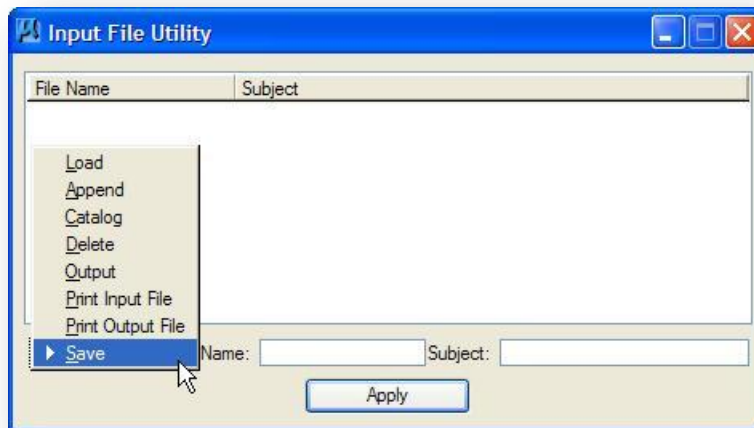 Input File Utility
File Name Subject
Load
Append
Catalog
Delete
Output
Print Input File
Print Output File
Save Name: Subject:
Apply